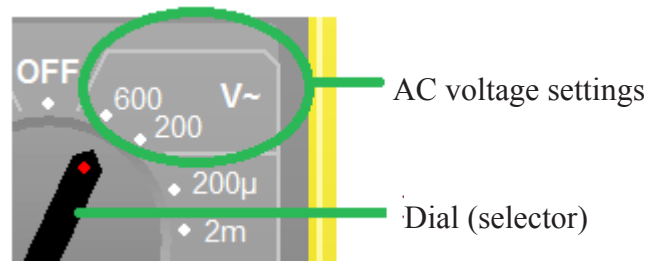 OFF
600 V~
200
AC voltage settings
200µ
2m
Dial (selector)